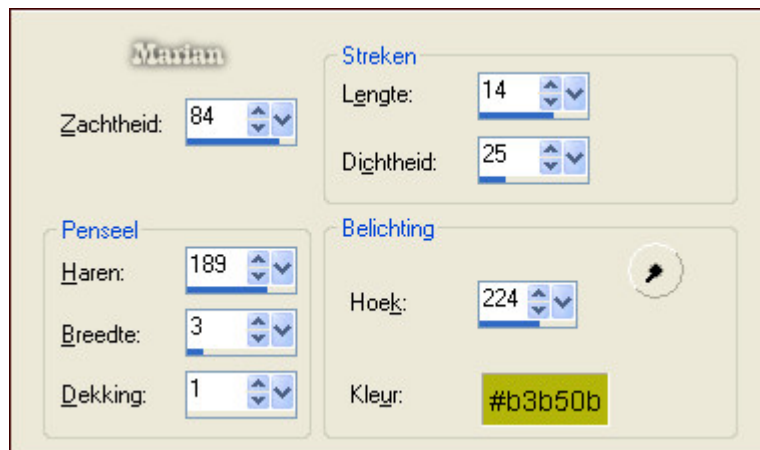 Marian
Zachtheid: 84
Streken
Lengte: 14
Dichtheid: 25
Penseel
Haren: 189
Breedte: 3
Dekking: 1
Belichting
Hoek: 224
Kleur: #b3b50b